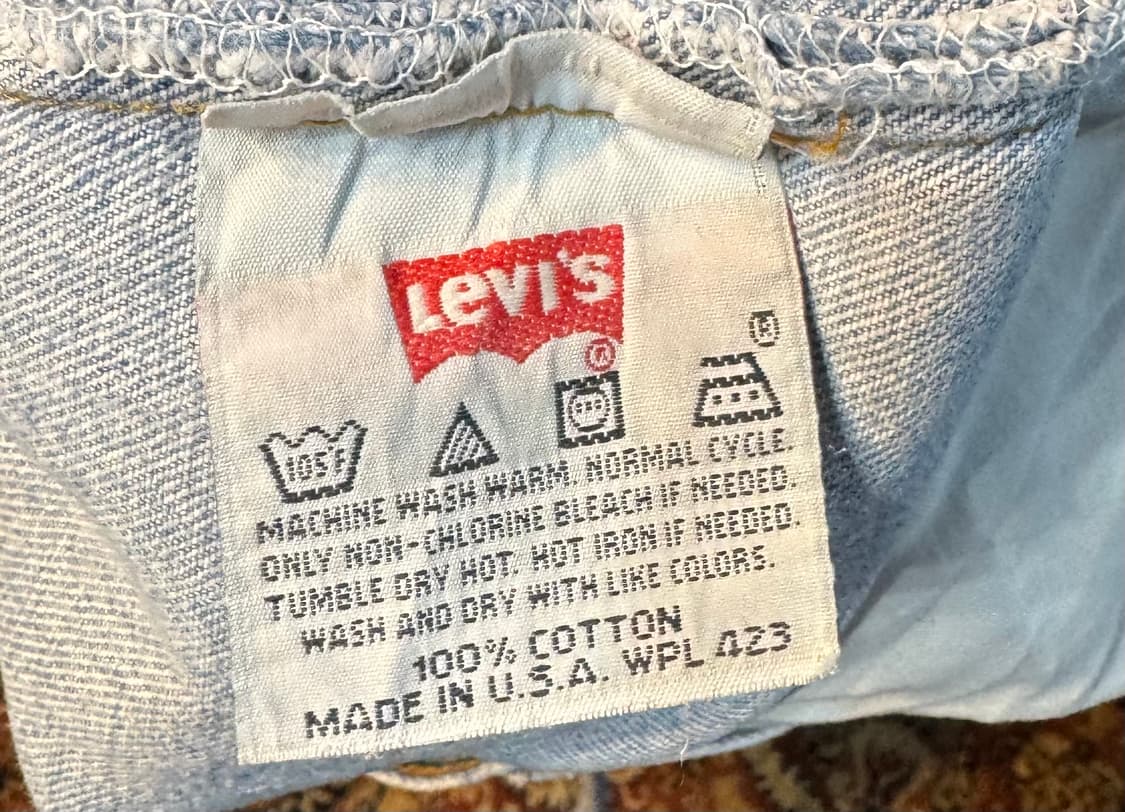 Levi's
®
®
105F
MACHINE WASH WARM, NORMAL CYCLE.
ONLY NON-CHLORINE BLEACH IF NEEDED.
TUMBLE DRY HOT. HOT IRON IF NEEDED.
WASH AND DRY WITH LIKE COLORS.
100% COTTON
MADE IN U.S.A. WPL 423